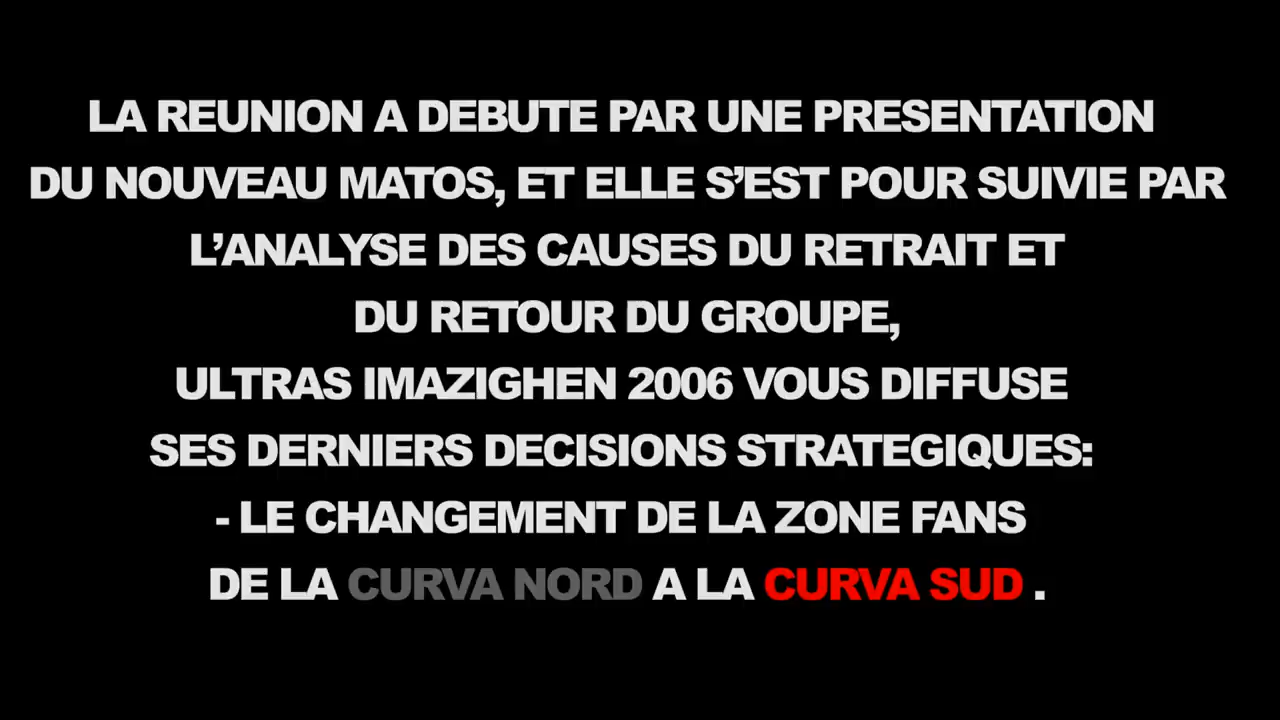 LA REUNION A DEBUTE PAR UNE PRESENTATION
DU NOUVEAU MATOS, ET ELLE S’EST POUR SUIVIE PAR
L’ANALYSE DES CAUSES DU RETRAIT ET
DU RETOUR DU GROUPE,
ULTRAS IMAZIGHEN 2006 VOUS DIFFUSE
SES DERNIERS DECISIONS STRATEGIQUES:
- LE CHANGEMENT DE LA ZONE FANS
DE LA CURVA NORD A LA CURVA SUD .